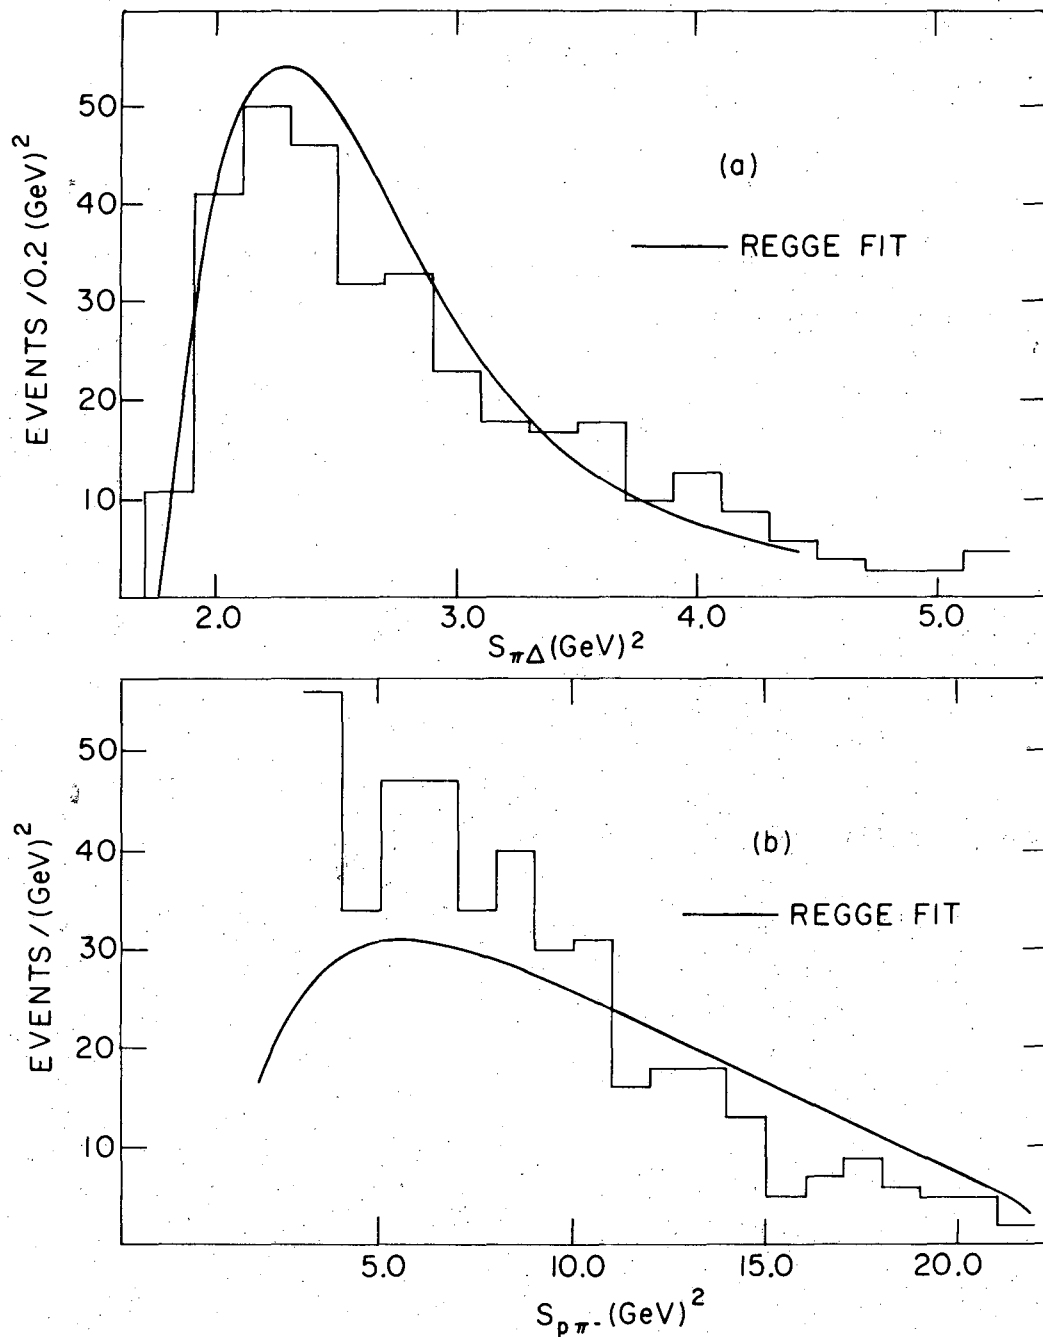 50
40
30
20
10
EVENTS /0.2 (GeV)²
(a)
REGGE FIT
2.0 3.0 4.0 5.0
S_πΔ (GeV)²
50
40
30
20
10
EVENTS / (GeV)²
(b)
REGGE FIT
5.0 10.0 15.0 20.0
S_pπ⁻ (GeV)²